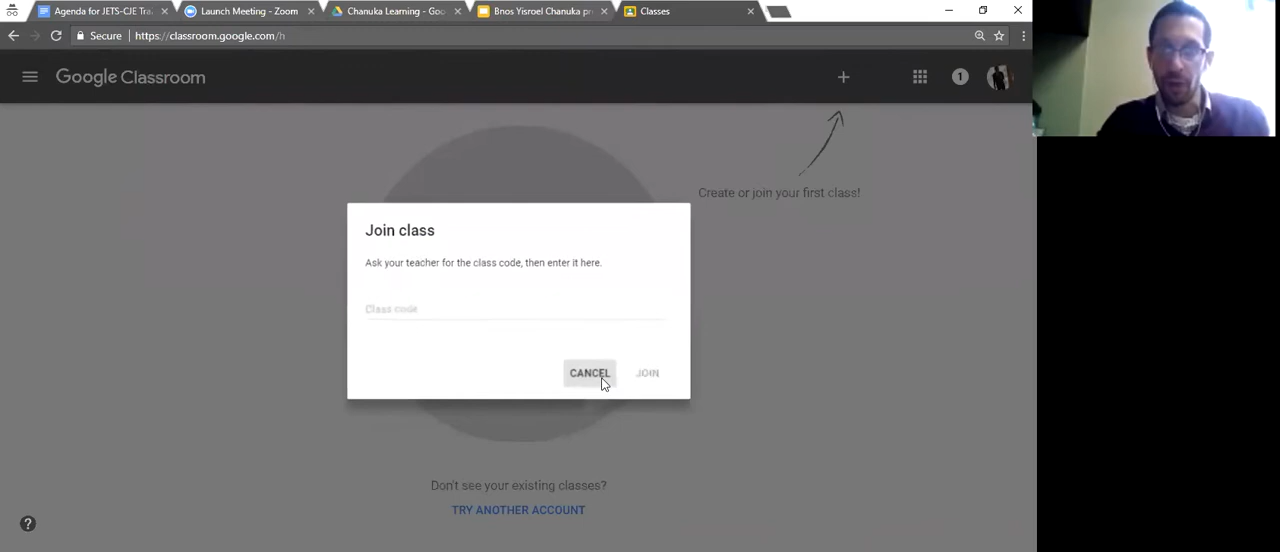 Agenda for JETS-CJE Tra
Launch Meeting - Zoom
Chanuka Learning - Goo
Bnos Yisroel Chanuka pr
Classes
Secure
https://classroom.google.com/h
Google Classroom
1
Create or join your first class!
Join class
Ask your teacher for the class code, then enter it here.
Class code
CANCEL
JOIN
Don't see your existing classes?
TRY ANOTHER ACCOUNT
?